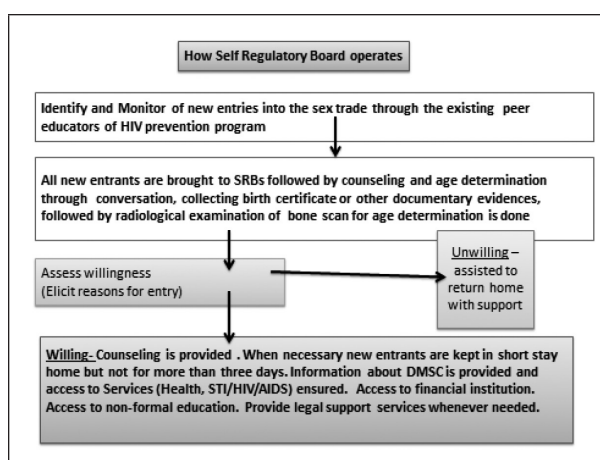 How Self Regulatory Board operates
Identify and Monitor of new entries into the sex trade through the existing peer
educators of HIV prevention program
All new entrants are brought to SRBs followed by counseling and age determination
through conversation, collecting birth certificate or other documentary evidences,
followed by radiological examination of bone scan for age determination is done
Assess willingness
(Elicit reasons for entry)
Unwilling –
assisted to
return home
with support
Willing- Counseling is provided . When necessary new entrants are kept in short stay
home but not for more than three days. Information about DMSC is provided and
access to Services (Health, STI/HIV/AIDS) ensured. Access to financial institution.
Access to non-formal education. Provide legal support services whenever needed.